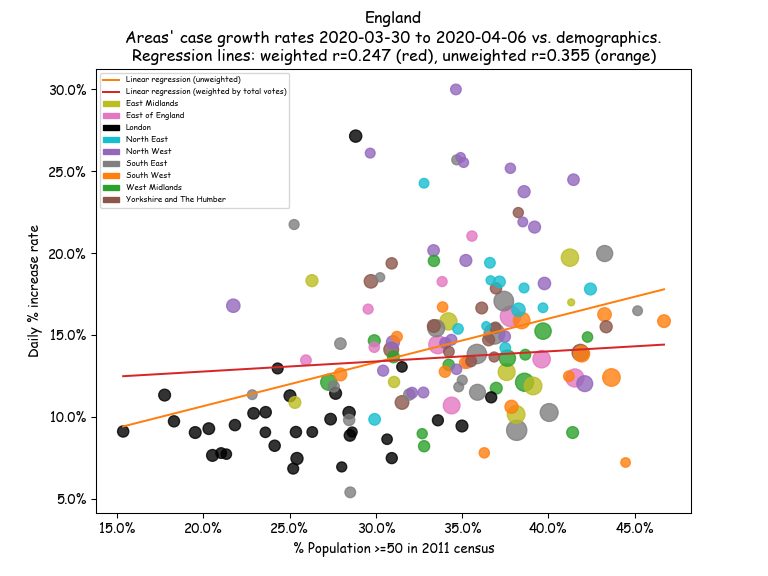 England
Areas' case growth rates 2020-03-30 to 2020-04-06 vs. demographics.
Regression lines: weighted r=0.247 (red), unweighted r=0.355 (orange)
Linear regression (unweighted)
Linear regression (weighted by total votes)
East Midlands
East of England
London
North East
North West
South East
South West
West Midlands
Yorkshire and The Humber
30.0%
25.0%
20.0%
15.0%
10.0%
5.0%
Daily % increase rate
15.0% 20.0% 25.0% 30.0% 35.0% 40.0% 45.0%
% Population >=50 in 2011 census